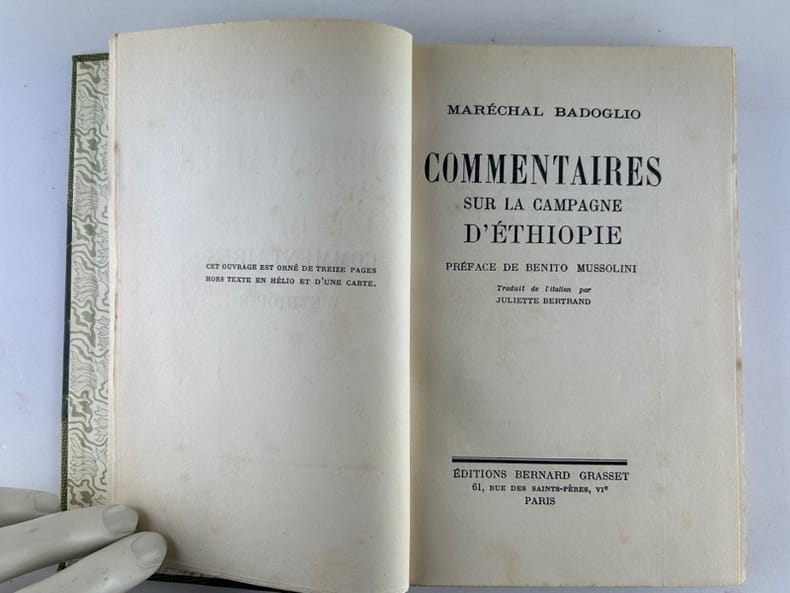 CET OUVRAGE EST ORNÉ DE TREIZE PAGES
HORS TEXTE EN HÉLIO ET D'UNE CARTE.
MARÉCHAL BADOGLIO
COMMENTAIRES
SUR LA CAMPAGNE
D'ÉTHIOPIE
PRÉFACE DE BENITO MUSSOLINI
Traduit de l'italien par
JULIETTE BERTRAND
ÉDITIONS BERNARD GRASSET
61, RUE DES SAINTS-PÈRES, VIe
PARIS